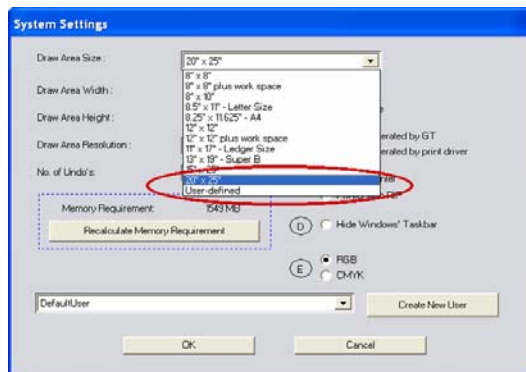 System Settings
Draw Area Size :
20" x 25"
8" x 8"
8" x 8" plus work space
Draw Area Width :
8" x 10"
8.5" x 11" - Letter Size
8.25" x 11.625" - A4
Draw Area Height :
12" x 12"
12" x 12" plus work space
erated by GT
11" x 17" - Ledger Size
Draw Area Resolution :
erated by print driver
13" x 19" - Super B
No. of Undo's:
20" x 25"
User-defined
Memory Requirement:
1549 MB
Recalculate Memory Requirement
D
Hide Windows' Taskbar
E
RGB
CMYK
DefaultUser
Create New User
OK
Cancel